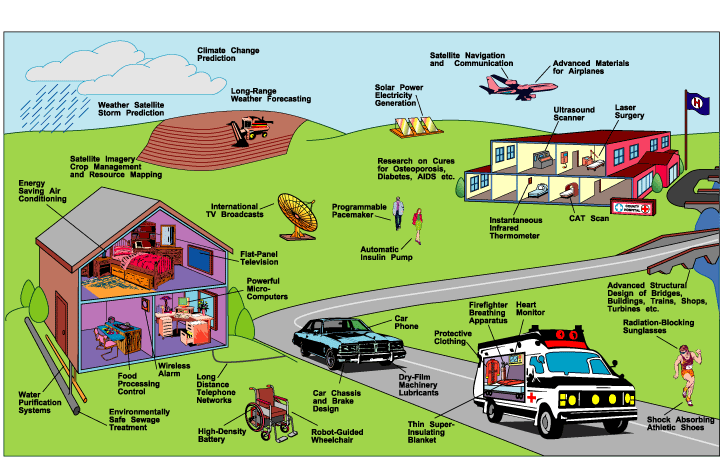 Climate Change
Prediction
Satellite Navigation
and Communication
Advanced Materials
for Airplanes
Long-Range
Weather Forecasting
Solar Power
Electricity
Generation
Weather Satellite
Storm Prediction
Ultrasound
Scanner
Laser
Surgery
H
Satellite Imagery
Crop Management
and Resource Mapping
Research on Cures
for Osteoporosis,
Diabetes, AIDS etc.
Energy
Saving Air
Conditioning
International
TV Broadcasts
Programmable
Pacemaker
COUNTY
HOSPITAL
Instantaneous
Infrared
Thermometer
CAT Scan
Automatic
Insulin Pump
Flat-Panel
Television
Powerful
Micro-
Computers
Advanced Structural
Design of Bridges,
Buildings, Trains, Shops,
Turbines etc.
Firefighter
Breathing
Apparatus
Heart
Monitor
Car
Phone
Protective
Clothing
Radiation-Blocking
Sunglasses
Food
Processing
Control
Wireless
Alarm
Long
Distance
Telephone
Networks
Car Chassis
and Brake
Design
Dry-Film
Machinery
Lubricants
Water
Purification
Systems
Environmentally
Safe Sewage
Treatment
High-Density
Battery
Robot-Guided
Wheelchair
Thin Super-
Insulating
Blanket
Shock Absorbing
Athletic Shoes